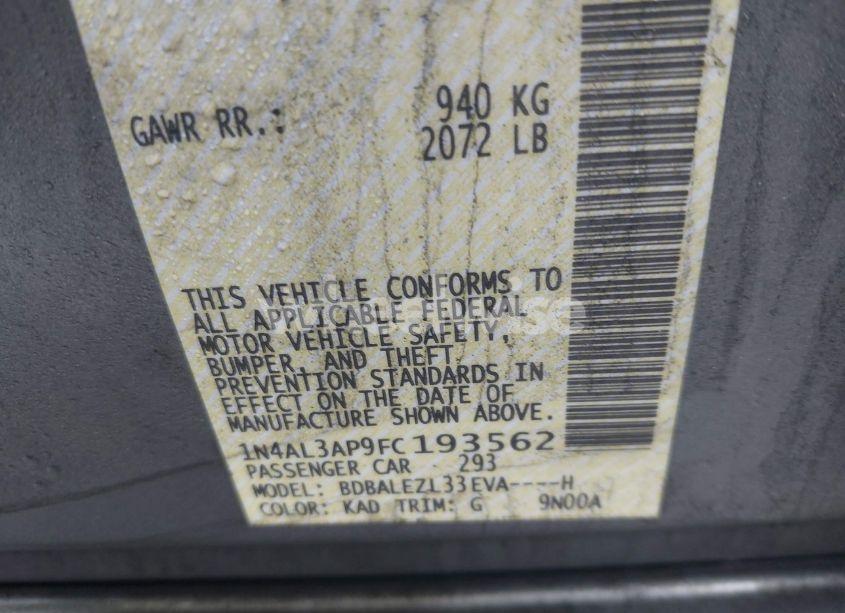 GAWR RR.: 940 KG
2072 LB
THIS VEHICLE CONFORMS TO
ALL APPLICABLE FEDERAL
MOTOR VEHICLE SAFETY,
BUMPER, AND THEFT
PREVENTION STANDARDS IN
EFFECT ON THE DATE OF
MANUFACTURE SHOWN ABOVE.
1N4AL3AP9FC193562
PASSENGER CAR 293
MODEL: BDBALEZL33EVA----H
COLOR: KAD TRIM: G 9N00A